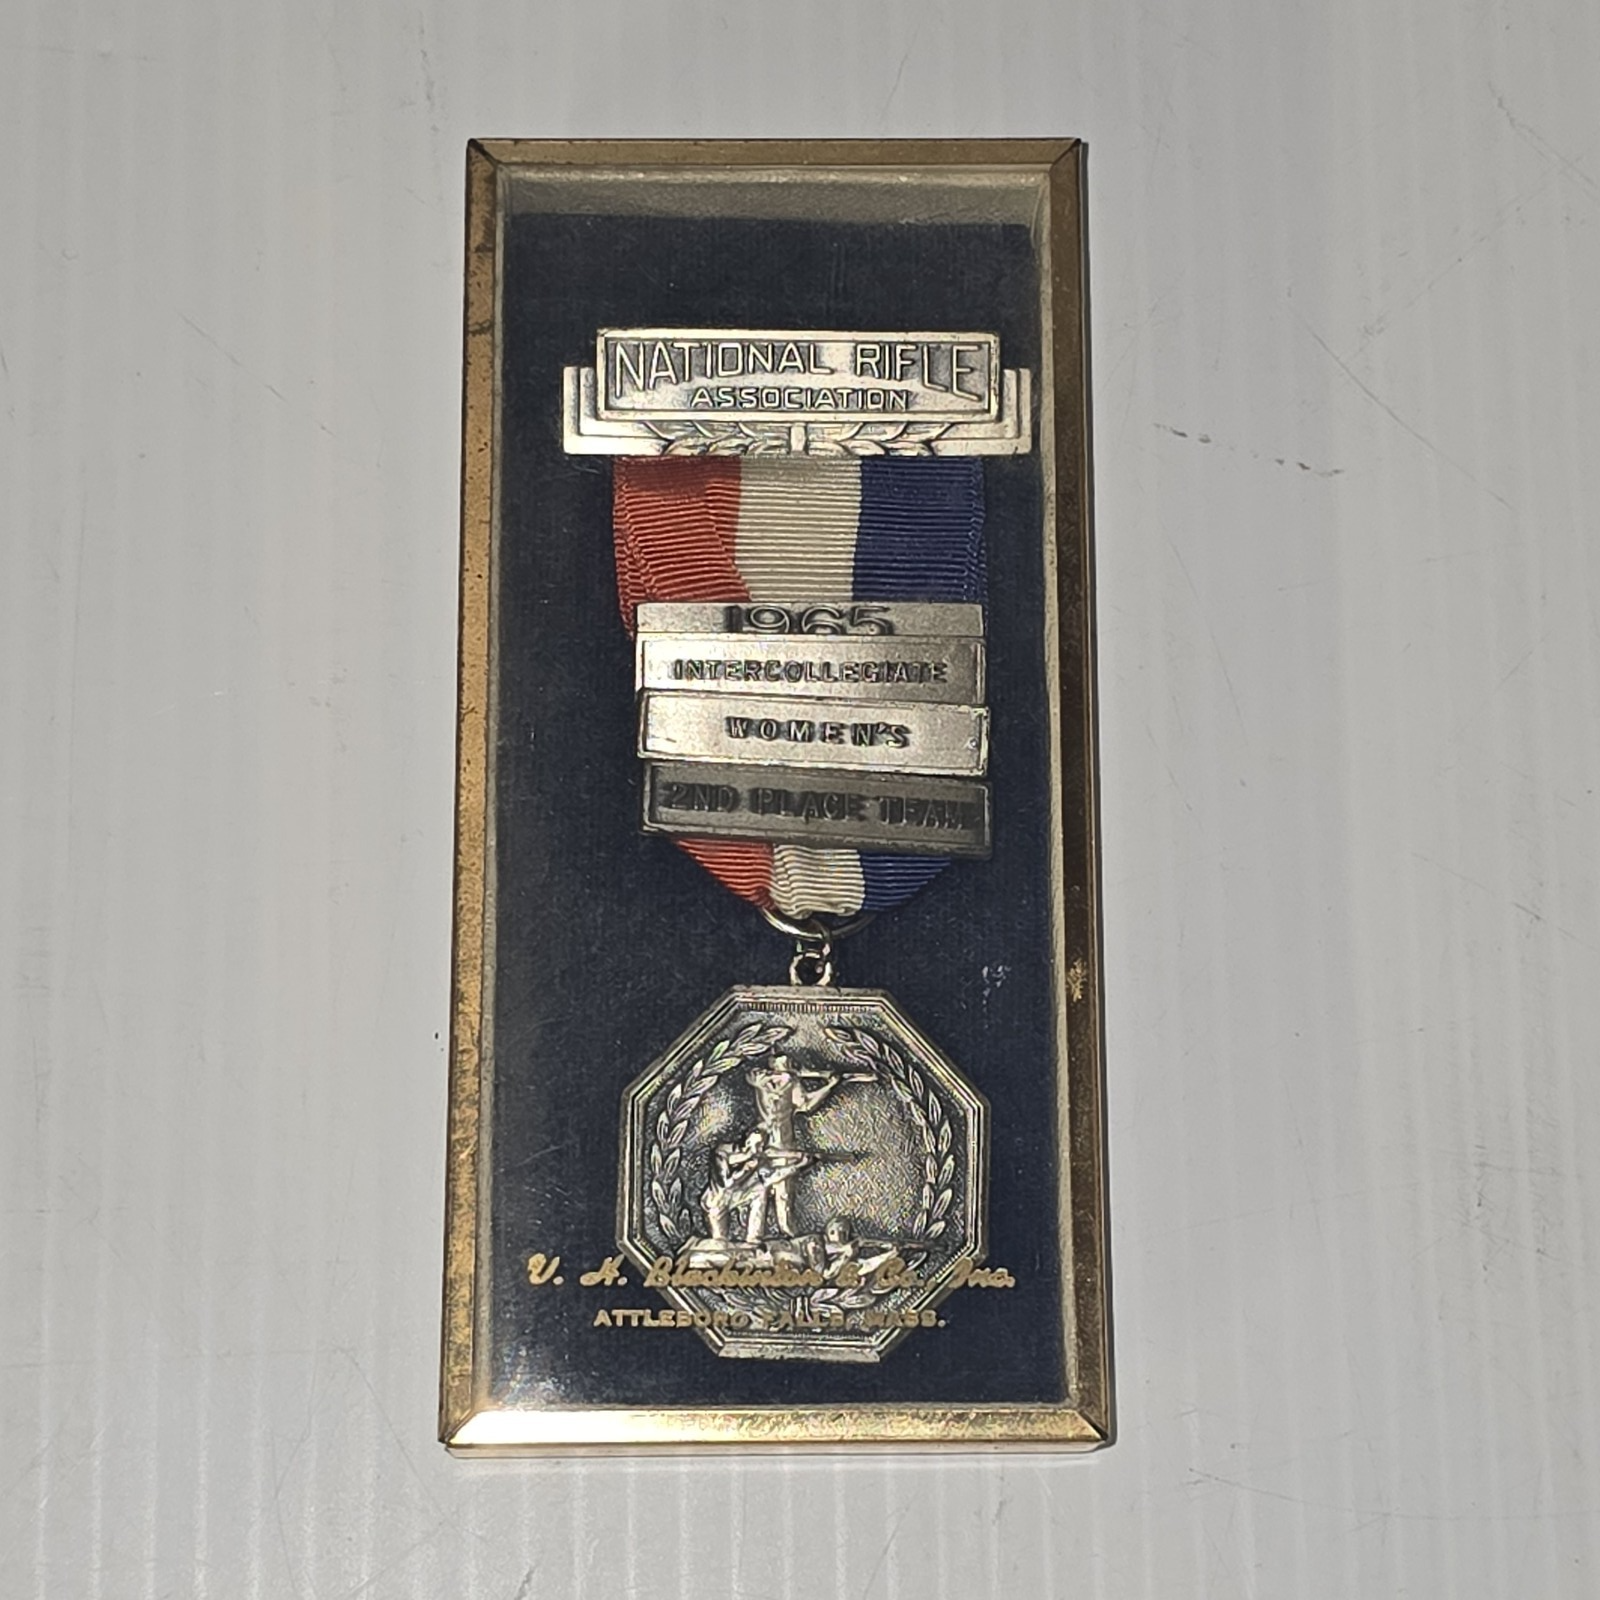 NATIONAL RIFLE
ASSOCIATION
1965
INTERCOLLEGIATE
WOMEN'S
2ND PLACE TEAM
V. H. Blackinton & Co., Inc.
ATTLEBORO FALLS, MASS.